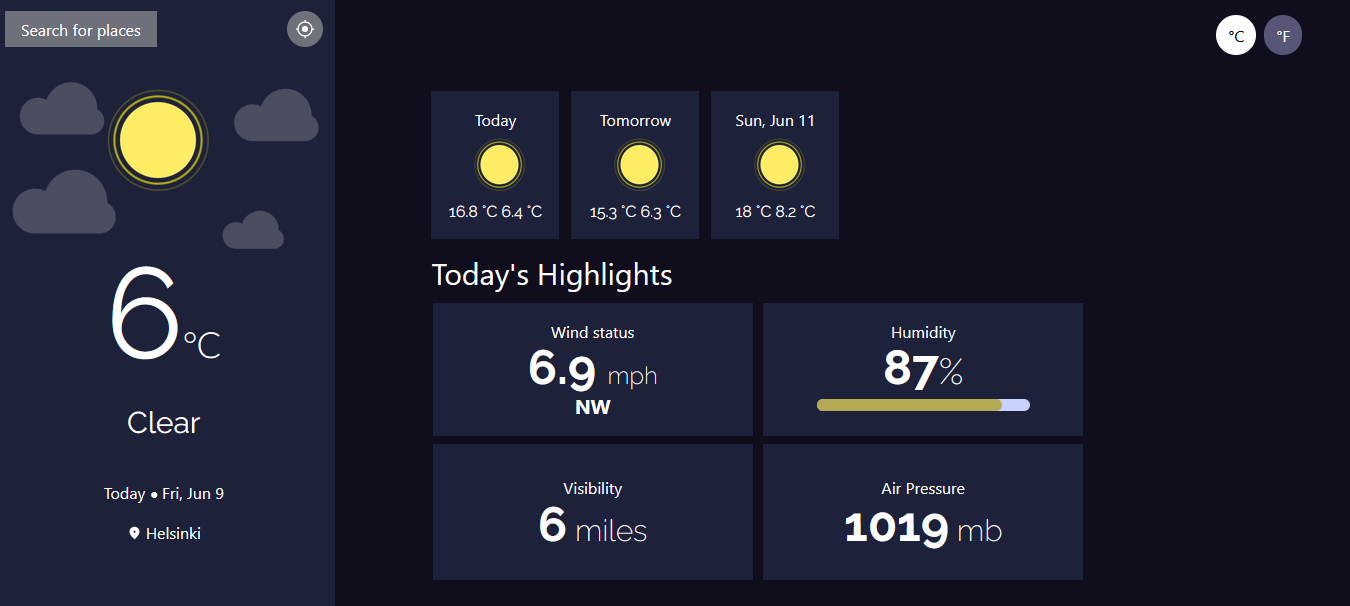 Search for places
6°C
Clear
Today • Fri, Jun 9
Helsinki
°C °F
Today
16.8 °C 6.4 °C
Tomorrow
15.3 °C 6.3 °C
Sun, Jun 11
18 °C 8.2 °C
Today's Highlights
Wind status
6.9 mph
NW
Humidity
87%
Visibility
6 miles
Air Pressure
1019 mb